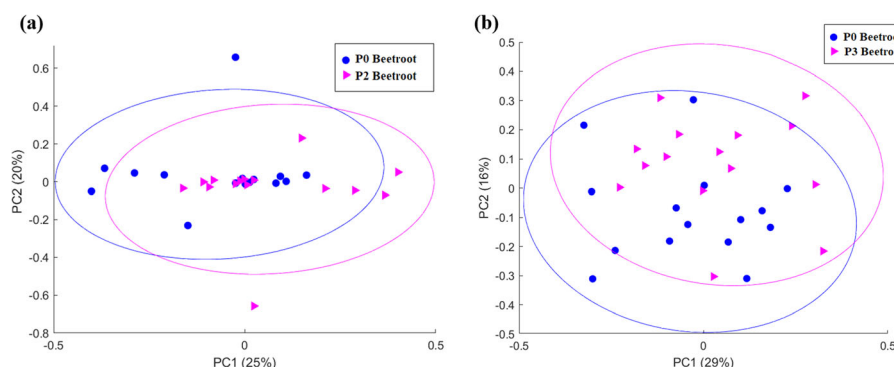 (a)
P0 Beetroot
P2 Beetroot
PC2 (20%)
0.6
0.4
0.2
0
-0.2
-0.4
-0.6
-0.8
-0.5
0
0.5
PC1 (25%)
(b)
P0 Beetroo
P3 Beetroo
PC2 (16%)
0.5
0.4
0.3
0.2
0.1
0
-0.1
-0.2
-0.3
-0.4
-0.5
-0.5
0
0.5
PC1 (29%)